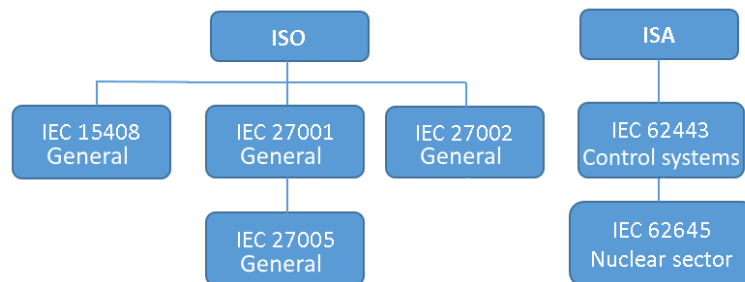 ISO
ISA
IEC 15408
General
IEC 27001
General
IEC 27002
General
IEC 62443
Control systems
IEC 27005
General
IEC 62645
Nuclear sector